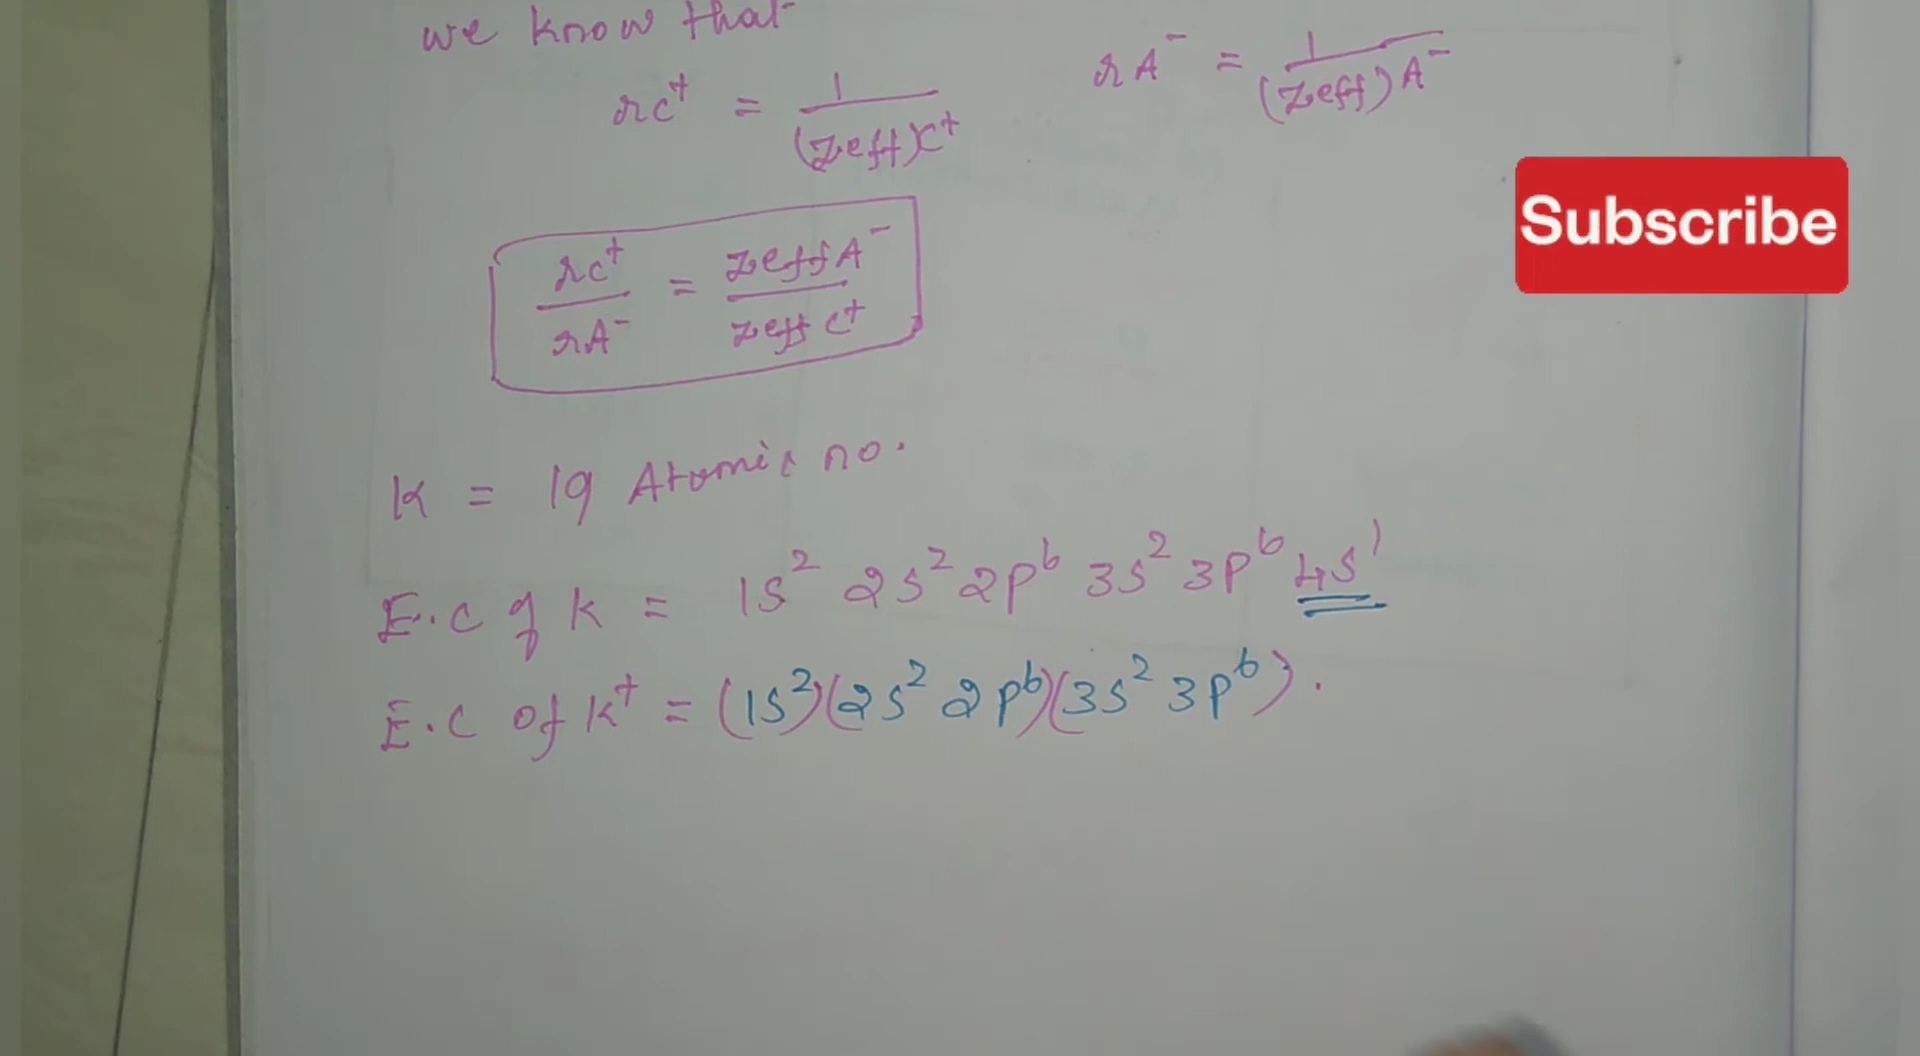 we know that
rc⁺ = 1/(Zeff)C⁺
rA⁻ = 1/(Zeff)A⁻
Subscribe
rc⁺/rA⁻ = ZeffA⁻/Zeff C⁺
K = 19 Atomic no.
E.C of K = 1s² 2s² 2p⁶ 3s² 3p⁶ 4s¹
E.C of K⁺ = (1s²)(2s² 2p⁶)(3s² 3p⁶).